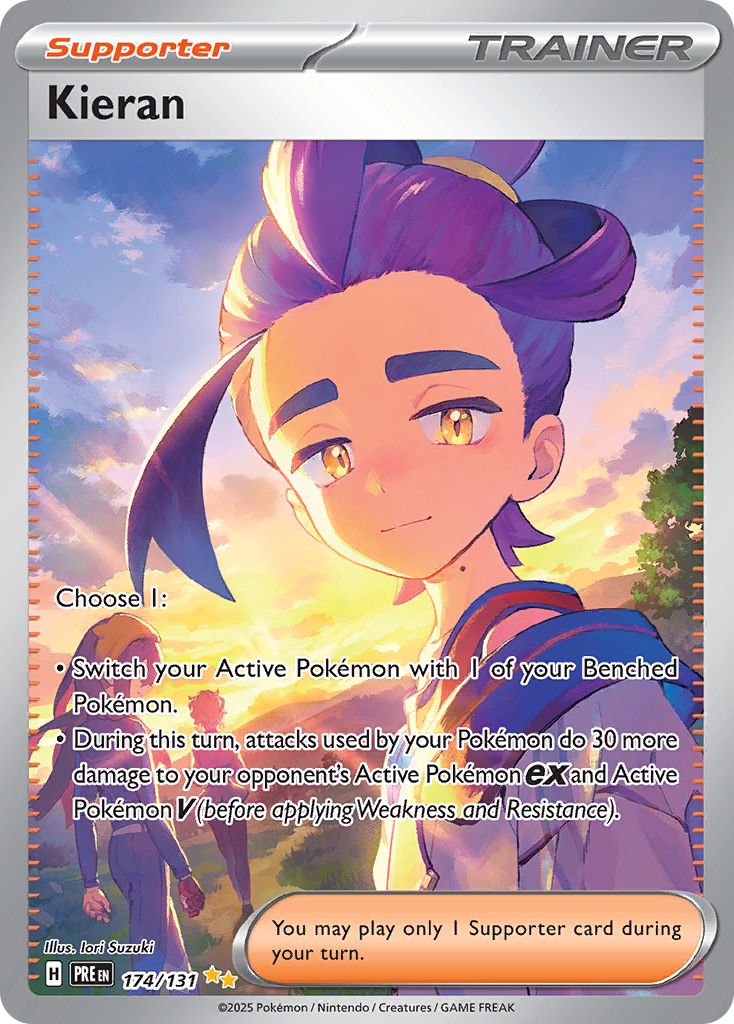 Supporter
TRAINER
Kieran
Choose 1:
• Switch your Active Pokémon with 1 of your Benched
Pokémon.
• During this turn, attacks used by your Pokémon do 30 more
damage to your opponent's Active Pokémon ex and Active
Pokémon V (before applying Weakness and Resistance).
You may play only 1 Supporter card during
your turn.
Illus. Iori Suzuki
H PRE EN 174/131
©2025 Pokémon / Nintendo / Creatures / GAME FREAK